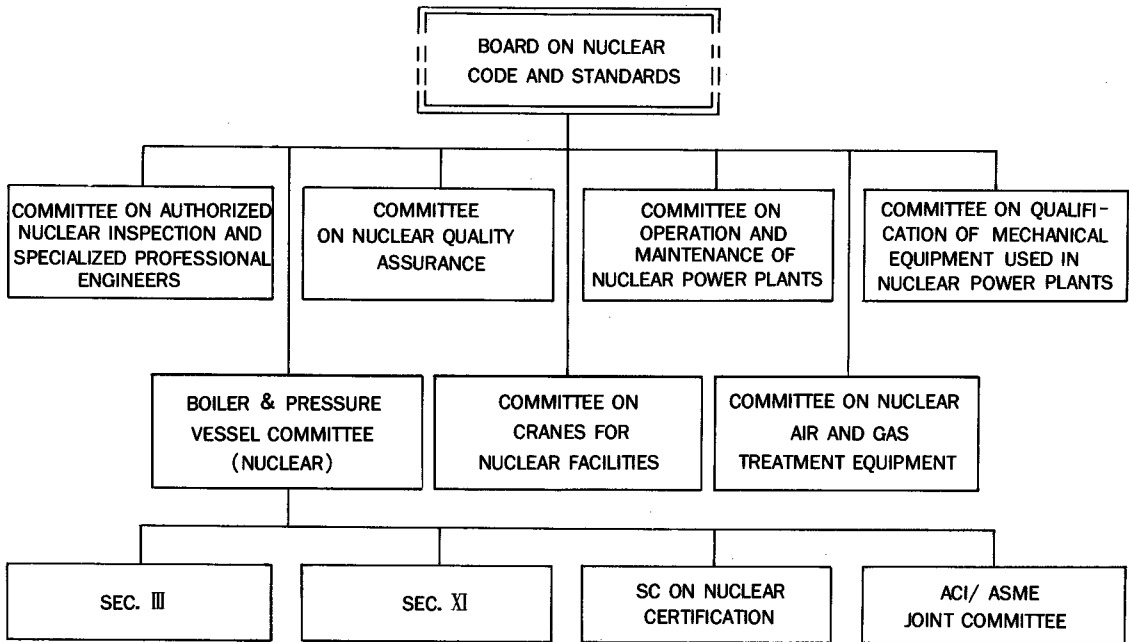 BOARD ON NUCLEAR
CODE AND STANDARDS
COMMITTEE ON AUTHORIZED
NUCLEAR INSPECTION AND
SPECIALIZED PROFESSIONAL
ENGINEERS
COMMITTEE
ON NUCLEAR QUALITY
ASSURANCE
COMMITTEE ON
OPERATION AND
MAINTENANCE OF
NUCLEAR POWER PLANTS
COMMITTEE ON QUALIFI-
CATION OF MECHANICAL
EQUIPMENT USED IN
NUCLEAR POWER PLANTS
BOILER & PRESSURE
VESSEL COMMITTEE
(NUCLEAR)
COMMITTEE ON
CRANES FOR
NUCLEAR FACILITIES
COMMITTEE ON NUCLEAR
AIR AND GAS
TREATMENT EQUIPMENT
SEC. Ⅲ
SEC. Ⅺ
SC ON NUCLEAR
CERTIFICATION
ACI/ ASME
JOINT COMMITTEE